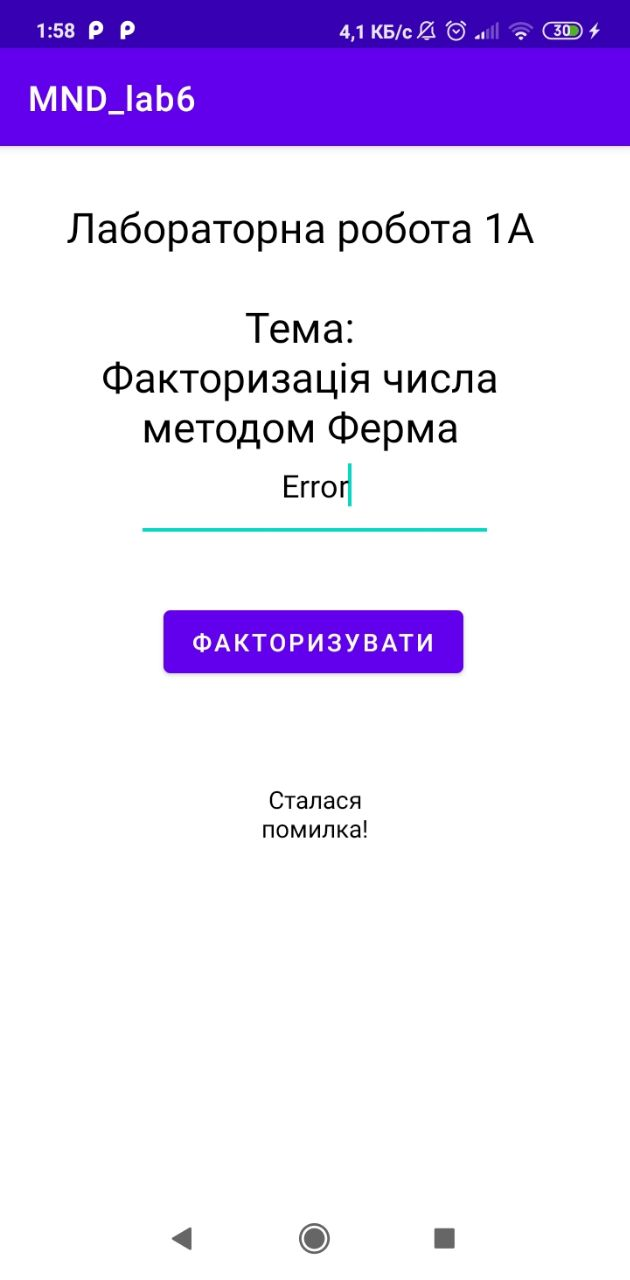 1:58 P P 4,1 КБ/с 30
MND_lab6
Лабораторна робота 1А
Тема:
Факторизація числа
методом Ферма
Error
ФАКТОРИЗУВАТИ
Сталася
помилка!